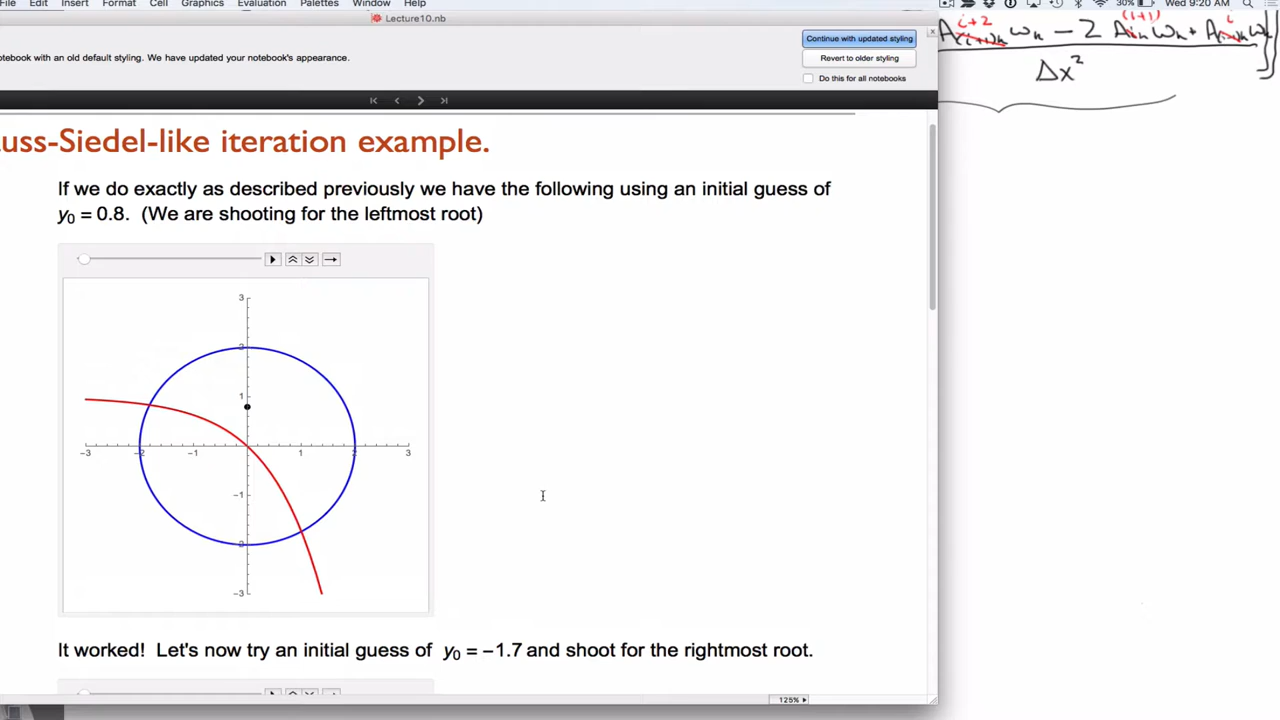 File Edit Insert Format Cell Graphics Evaluation Palettes Window Help
30% Wed 9:20 AM
Lecture10.nb
otebook with an old default styling. We have updated your notebook's appearance.
Continue with updated styling
Revert to older styling
Do this for all notebooks
uss-Siedel-like iteration example.
If we do exactly as described previously we have the following using an initial guess of
y₀ = 0.8. (We are shooting for the leftmost root)
3
2
1
-3 -2 -1 1 2 3
-1
-2
-3
It worked! Let's now try an initial guess of y₀ = −1.7 and shoot for the rightmost root.
125%
i+2 (i+1) i
ωₙ − 2 A ωₙ + A
Δx²